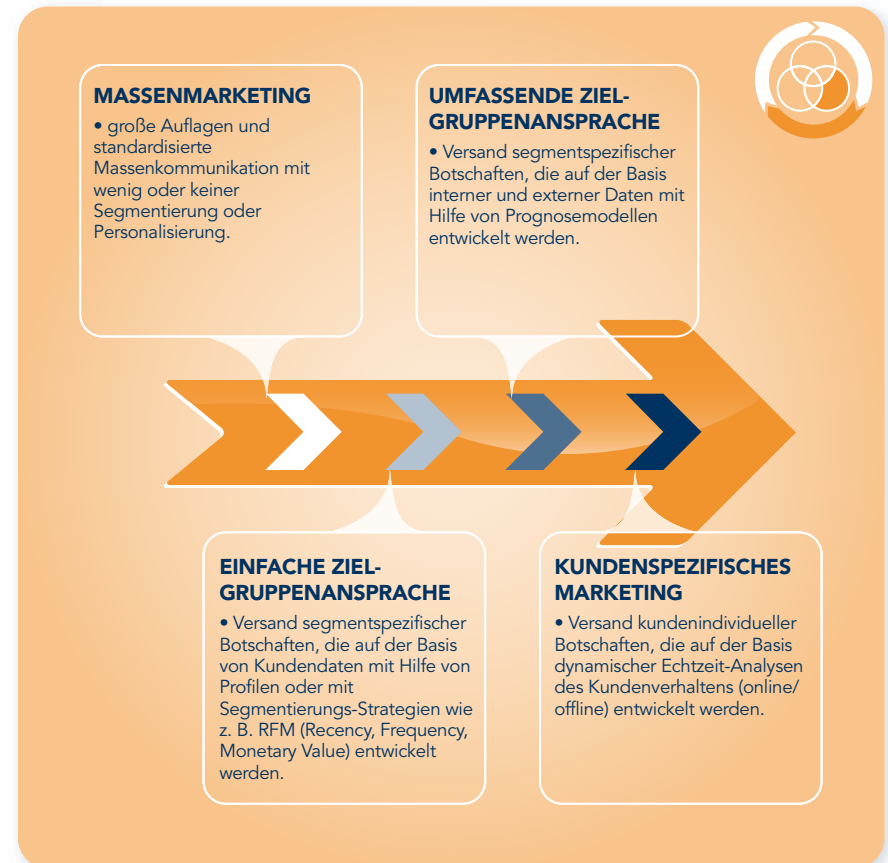 MASSENMARKETING
• große Auflagen und
standardisierte
Massenkommunikation mit
wenig oder keiner
Segmentierung oder
Personalisierung.
UMFASSENDE ZIEL-
GRUPPENANSPRACHE
• Versand segmentspezifischer
Botschaften, die auf der Basis
interner und externer Daten mit
Hilfe von Prognosemodellen
entwickelt werden.
EINFACHE ZIEL-
GRUPPENANSPRACHE
• Versand segmentspezifischer
Botschaften, die auf der Basis
von Kundendaten mit Hilfe von
Profilen oder mit
Segmentierungs-Strategien wie
z. B. RFM (Recency, Frequency,
Monetary Value) entwickelt
werden.
KUNDENSPEZIFISCHES
MARKETING
• Versand kundenindividueller
Botschaften, die auf der Basis
dynamischer Echtzeit-Analysen
des Kundenverhaltens (online/
offline) entwickelt werden.